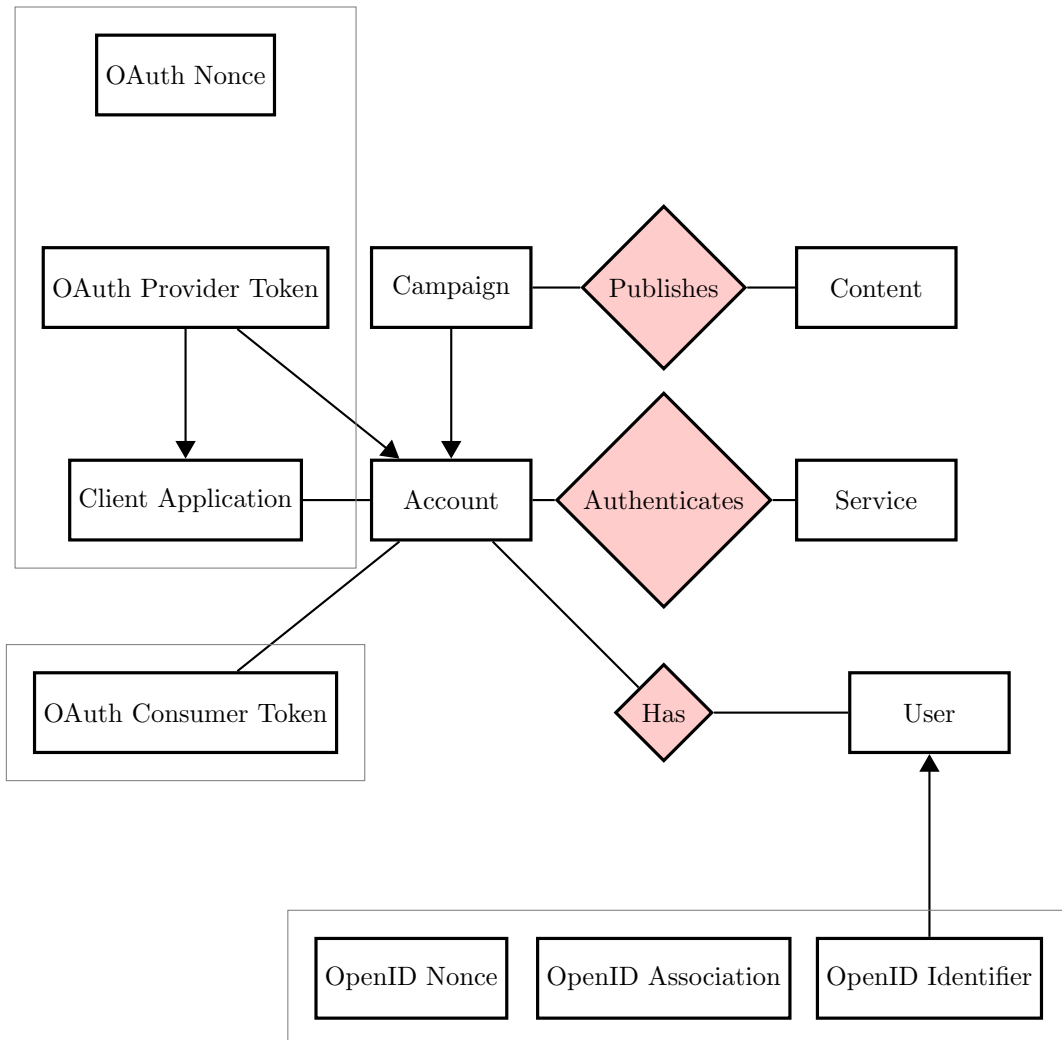 OAuth Nonce
OAuth Provider Token
Campaign
Publishes
Content
Client Application
Account
Authenticates
Service
OAuth Consumer Token
Has
User
OpenID Nonce
OpenID Association
OpenID Identifier